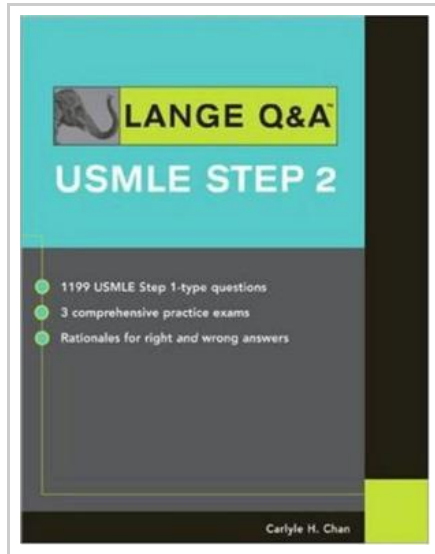 LANGE Q&A™
USMLE STEP 2
1199 USMLE Step 1-type questions
3 comprehensive practice exams
Rationales for right and wrong answers
Carlyle H. Chan